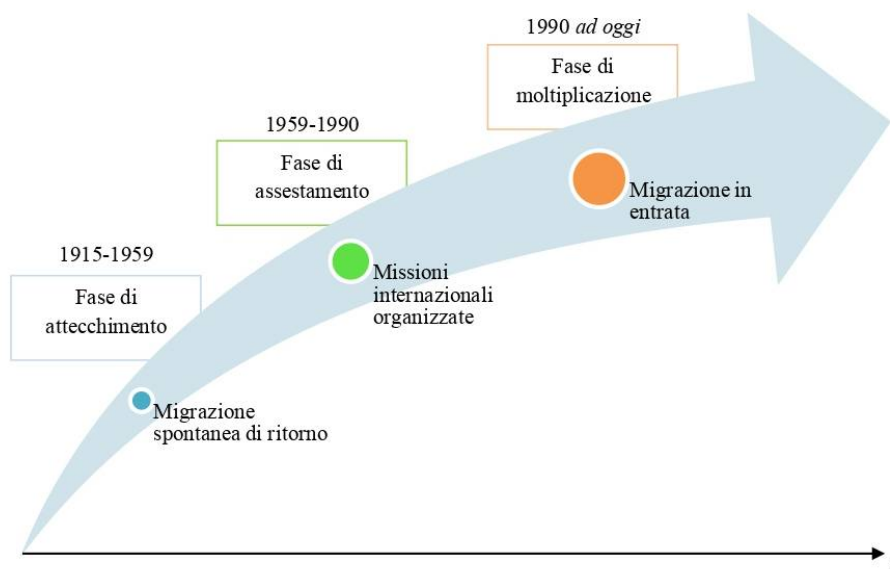 1990 ad oggi
Fase di
moltiplicazione
1959-1990
Fase di
assestamento
Migrazione in
entrata
1915-1959
Fase di
attecchimento
Missioni
internazionali
organizzate
Migrazione
spontanea di ritorno